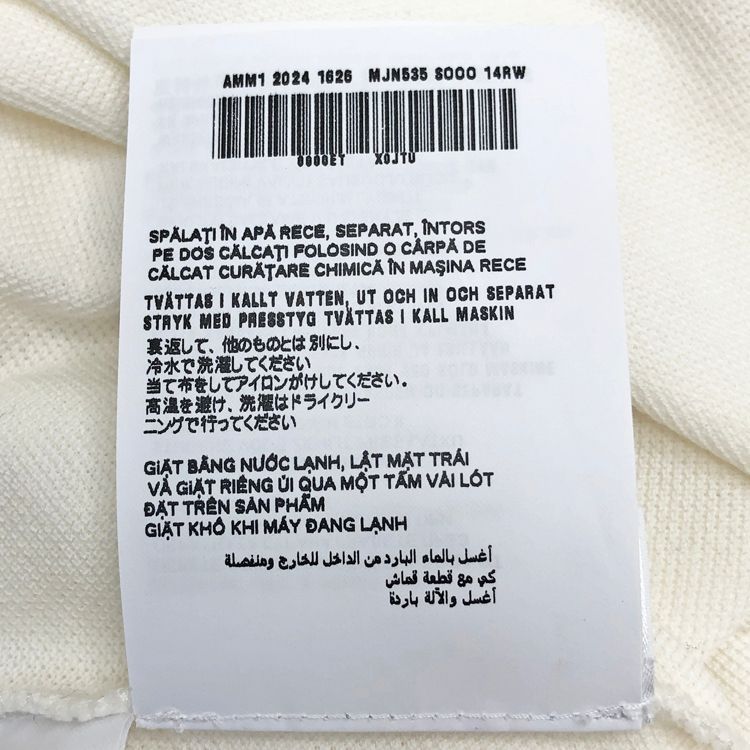 AMM1 2024 1626 MJN535 S000 14RW
X0JTU
SPĂLAŢI ÎN APĂ RECE, SEPARAT, ÎNTORS
PE DOS CĂLCAŢI FOLOSIND O CÂRPĂ DE
CĂLCAT CURĂŢARE CHIMICĂ ÎN MAŞINA RECE
TVÄTTAS I KALLT VATTEN, UT OCH IN OCH SEPARAT
STRYK MED PRESSTYG TVÄTTAS I KALL MASKIN
裏返して、他のものとは 別にし、
冷水で洗濯してください
当て布をしてアイロンがけしてください。
高温を避け、洗濯はドライクリー
ニングで行ってください
GIẶT BẰNG NƯỚC LẠNH, LẬT MẶT TRÁI
VÀ GIẶT RIÊNG ỦI QUA MỘT TẤM VẢI LÓT
ĐẶT TRÊN SẢN PHẨM
GIẶT KHÔ KHI MÁY ĐANG LẠNH
أغسل بالماء البارد من الداخل للخارج ومنفصلة
كي مع قطعة قماش
أغسل والآلة باردة